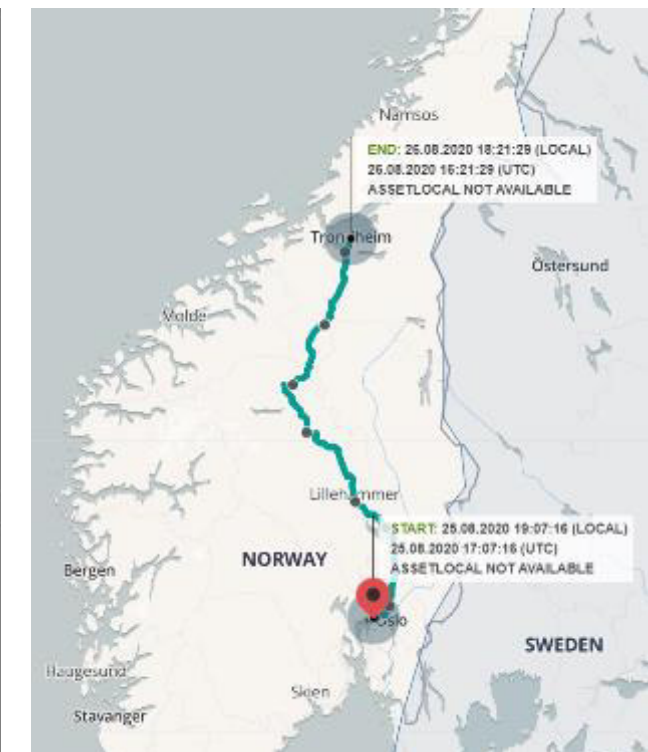 Namsos
END: 26.08.2020 18:21:29 (LOCAL)
26.08.2020 16:21:29 (UTC)
ASSETLOCAL NOT AVAILABLE
Trondheim
Östersund
Molde
Lillehammer
START: 25.08.2020 19:07:16 (LOCAL)
25.08.2020 17:07:16 (UTC)
ASSETLOCAL NOT AVAILABLE
NORWAY
Bergen
Oslo
SWEDEN
Haugesund
Skien
Stavanger